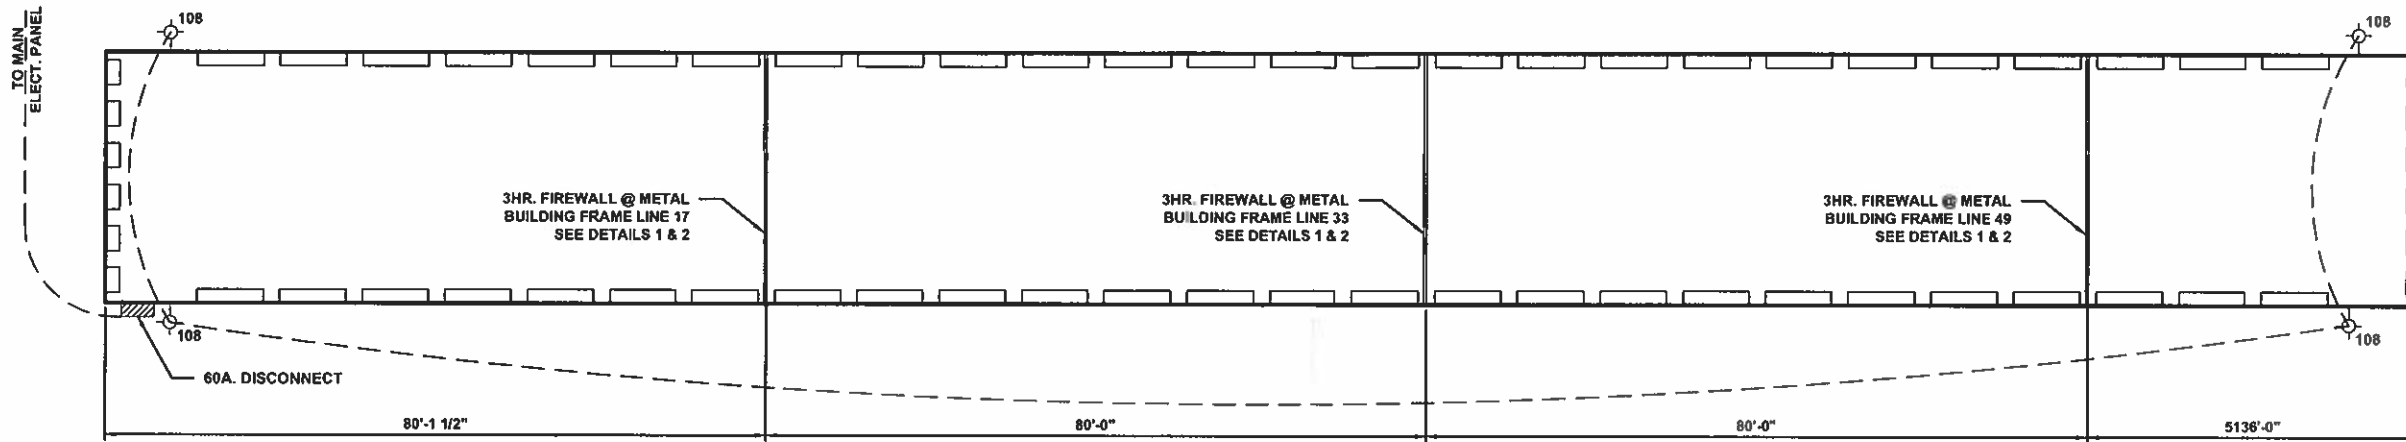 TO MAIN
ELECT. PANEL
108
108
3HR. FIREWALL @ METAL
BUILDING FRAME LINE 17
SEE DETAILS 1 & 2
3HR. FIREWALL @ METAL
BUILDING FRAME LINE 33
SEE DETAILS 1 & 2
3HR. FIREWALL @ METAL
BUILDING FRAME LINE 49
SEE DETAILS 1 & 2
108
108
60A. DISCONNECT
80'-1 1/2"
80'-0"
80'-0"
5136'-0"